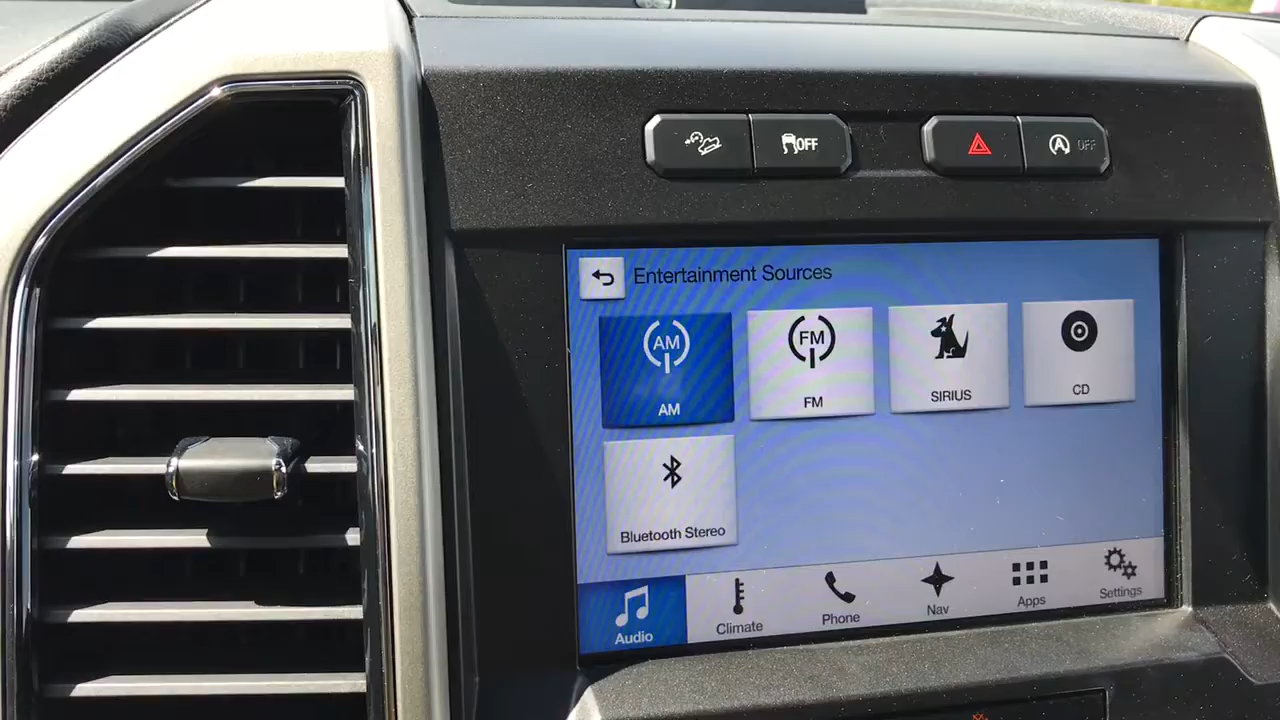 OFF
A OFF
Entertainment Sources
AM
FM
AM
FM
SIRIUS
CD
Bluetooth Stereo
Audio
Climate
Phone
Nav
Apps
Settings